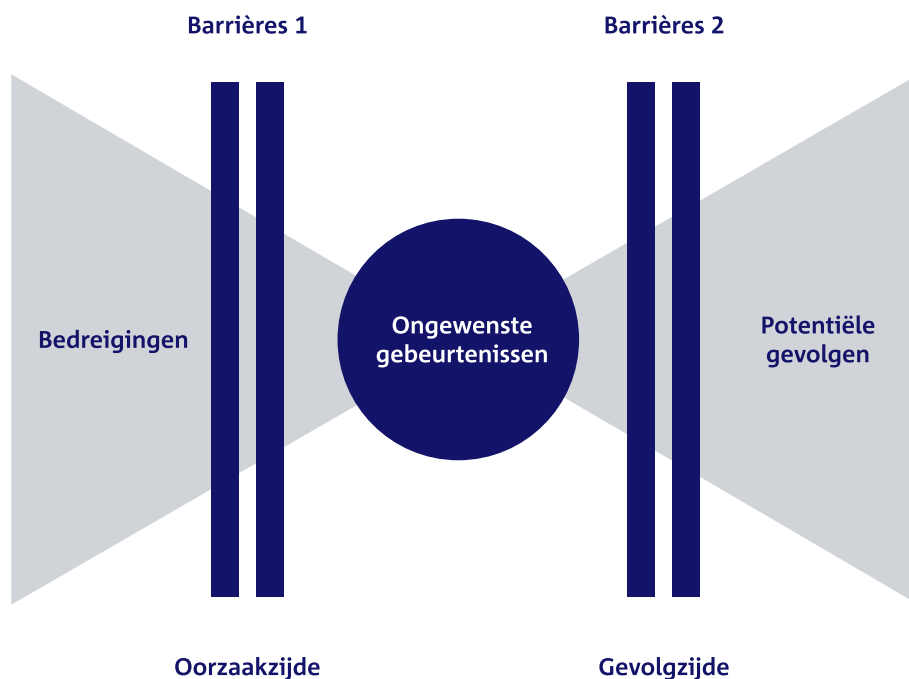 Barrières 1
Barrières 2
Bedreigingen
Ongewenste
gebeurtenissen
Potentiële
gevolgen
Oorzaakzijde
Gevolgzijde